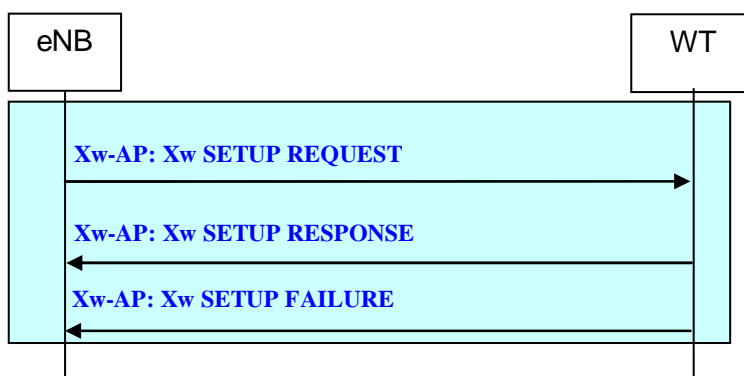 eNB
WT
Xw-AP: Xw SETUP REQUEST
Xw-AP: Xw SETUP RESPONSE
Xw-AP: Xw SETUP FAILURE